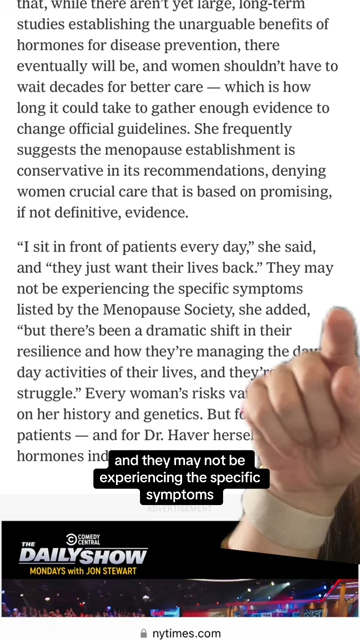 that, while there aren't yet large, long-term
studies establishing the unarguable benefits of
hormones for disease prevention, there
eventually will be, and women shouldn't have to
wait decades for better care — which is how
long it could take to gather enough evidence to
change official guidelines. She frequently
suggests the menopause establishment is
conservative in its recommendations, denying
women crucial care that is based on promising,
if not definitive, evidence.
“I sit in front of patients every day,” she said,
and “they just want their lives back.” They may
not be experiencing the specific symptoms
listed by the Menopause Society, she added,
“but there's been a dramatic shift in their
resilience and how they're managing the
day activities of their lives, and
struggle.” Every woman's risks
on her history and genetics. But
patients — and for Dr. Haver
hormones
and they may not be
experiencing the specific
symptoms
ADVERTISEMENT
COMEDY
CENTRAL
THE
DAILY SHOW
MONDAYS with JON STEWART
nytimes.com